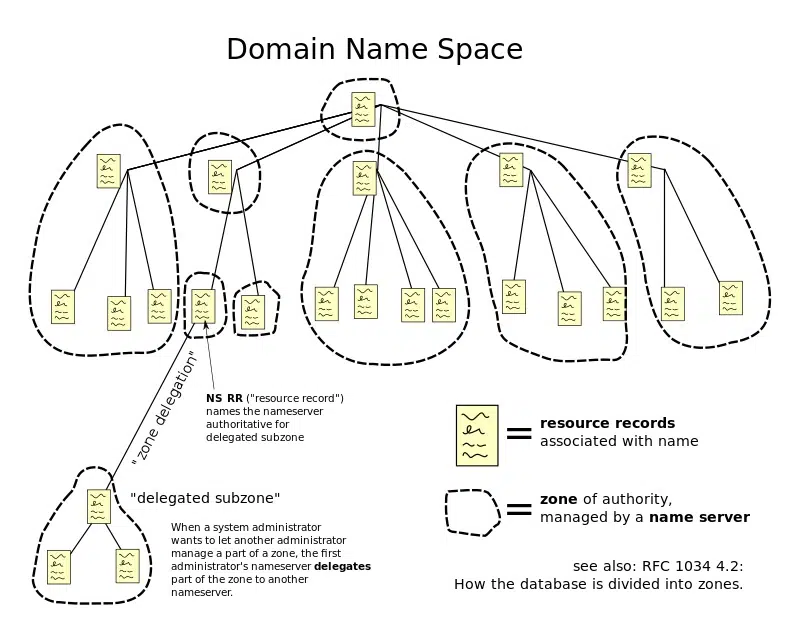 Domain Name Space
"zone delegation"
NS RR ("resource record")
names the nameserver
authoritative for
delegated subzone
resource records
associated with name
"delegated subzone"
zone of authority,
managed by a name server
When a system administrator
wants to let another administrator
manage a part of a zone, the first
administrator's nameserver delegates
part of the zone to another
nameserver.
see also: RFC 1034 4.2:
How the database is divided into zones.